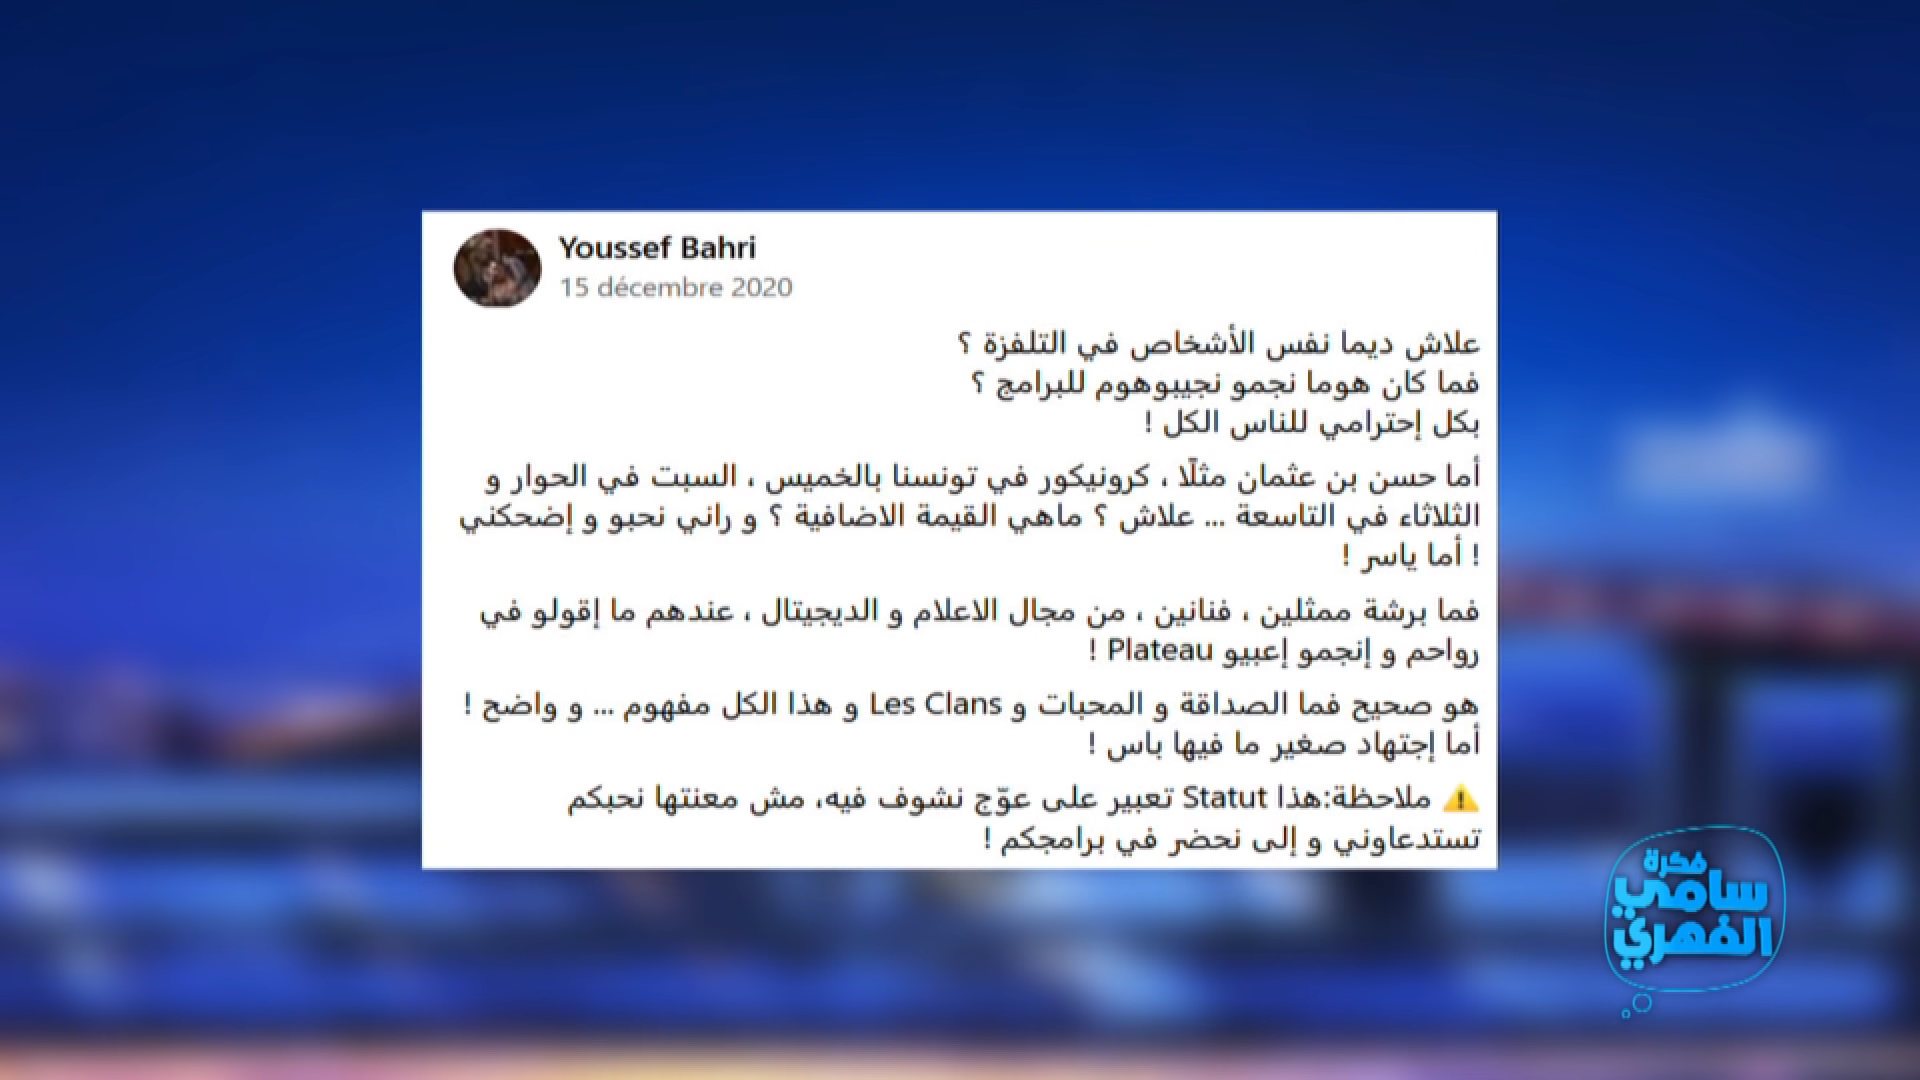 Youssef Bahri
15 décembre 2020
علاش ديما نفس الأشخاص في التلفزة ؟
فما كان هوما نجمو نجيبوهوم للبرامج ؟
بكل إحترامي للناس الكل !
أما حسن بن عثمان مثلًا ، كرونيكور في تونسنا بالخميس ، السبت في الحوار و
الثلاثاء في التاسعة ... علاش ؟ ماهي القيمة الاضافية ؟ و راني نحبو و إضحكني
! أما ياسر !
فما برشة ممثلين ، فنانين ، من مجال الاعلام و الديجيتال ، عندهم ما إقولو في
رواحم و إنجمو إعبيو Plateau !
هو صحيح فما الصداقة و المحبات و Les Clans و هذا الكل مفهوم ... و واضح !
أما إجتهاد صغير ما فيها باس !
⚠️ ملاحظة:هذا Statut تعبير على عوّج نشوف فيه، مش معنتها نحبكم
تستدعاوني و إلى نحضر في برامجكم !
فكرة
سامي
الفهري